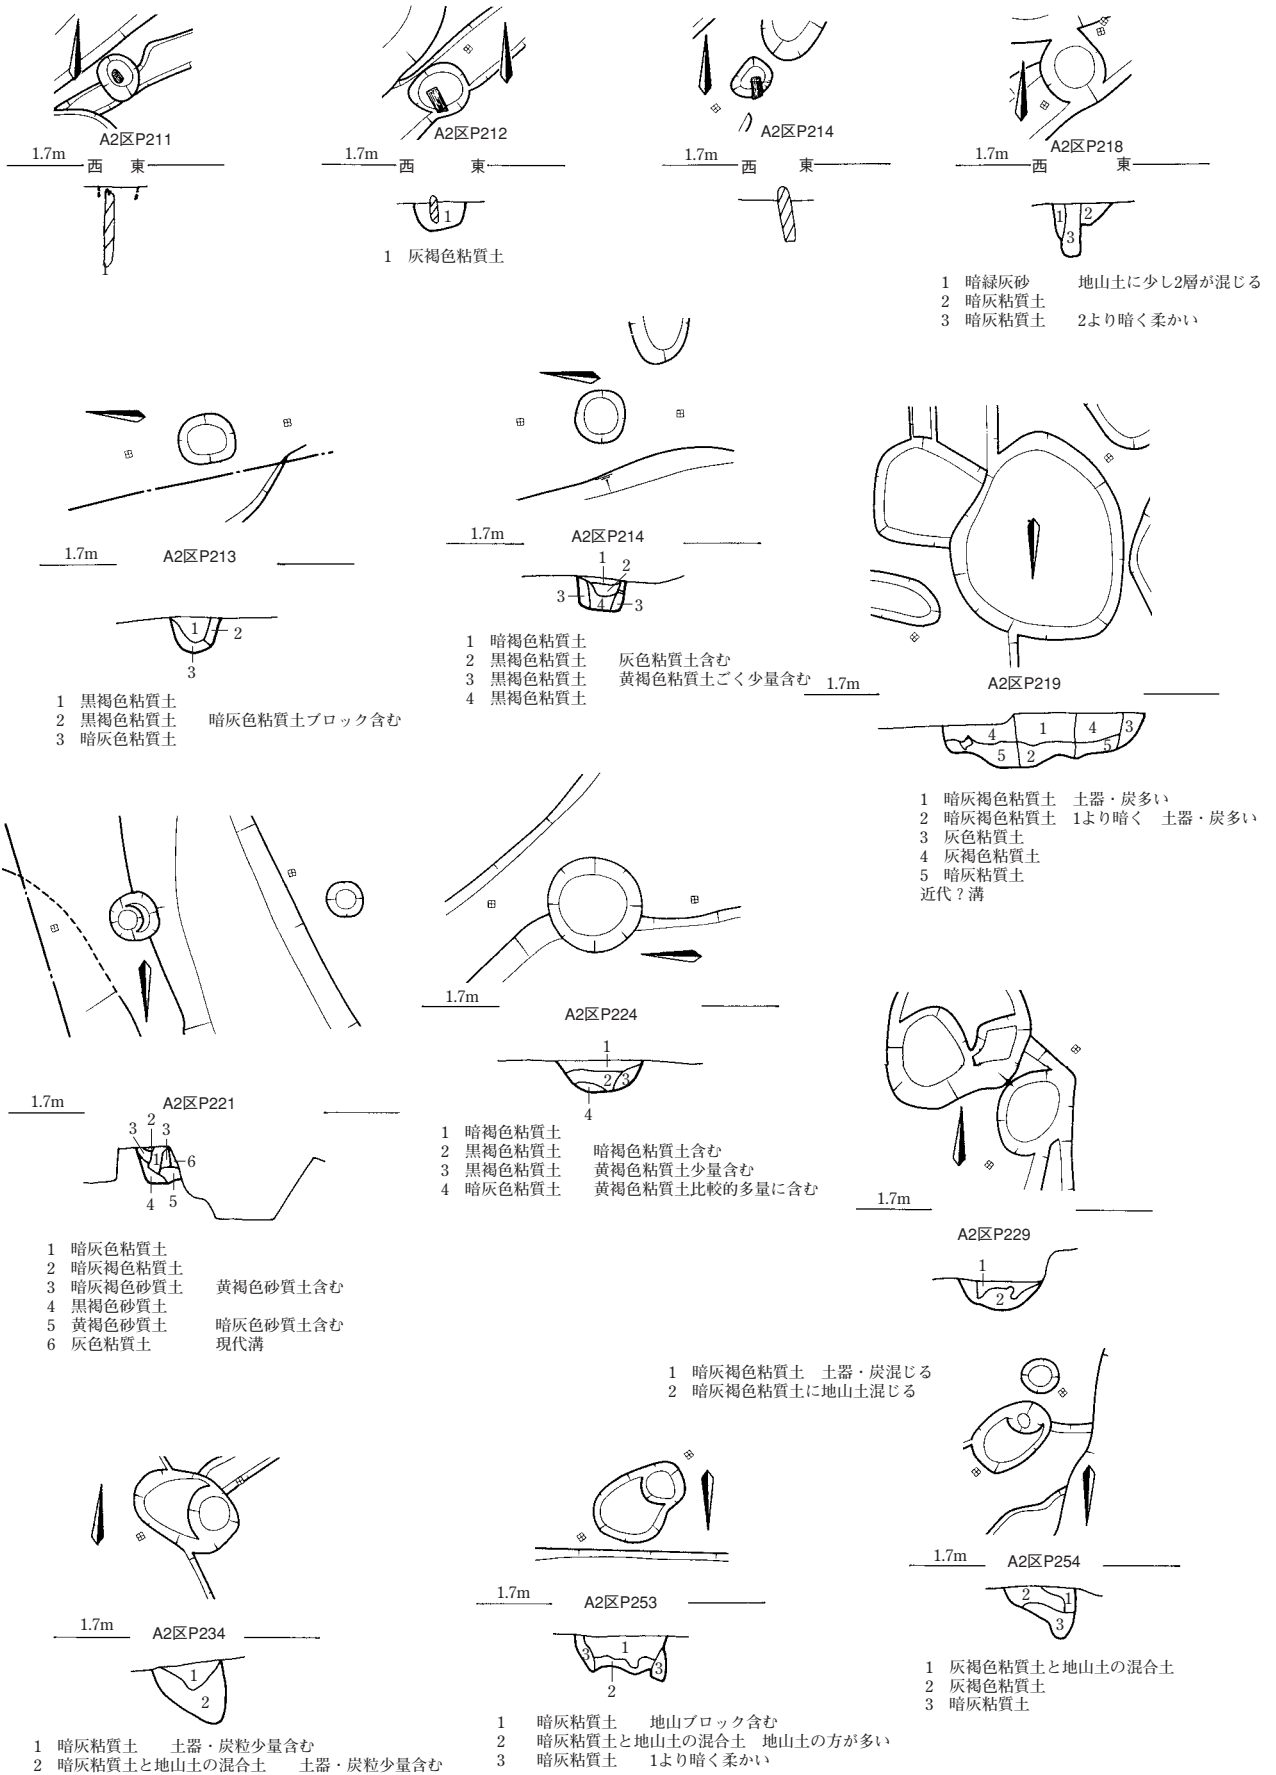 A2区P211
1.7m 西 東
1
A2区P212
1.7m 西 東
1
1 灰褐色粘質土
A2区P214
1.7m 西 東
A2区P218
1.7m 西 東
1 2
3
1 暗緑灰砂 地山土に少し2層が混じる
2 暗灰粘質土
3 暗灰粘質土 2より暗く柔かい
1.7m A2区P213
1 2
3
1 黒褐色粘質土
2 黒褐色粘質土 暗灰色粘質土ブロック含む
3 暗灰色粘質土
1.7m A2区P214
1 2
3 4 3
1 暗褐色粘質土
2 黒褐色粘質土 灰色粘質土含む
3 黒褐色粘質土 黄褐色粘質土ごく少量含む
4 黒褐色粘質土
1.7m A2区P219
4 1 4 3
5 2 5
1 暗灰褐色粘質土 土器・炭多い
2 暗灰褐色粘質土 1より暗く 土器・炭多い
3 灰色粘質土
4 灰褐色粘質土
5 暗灰粘質土
近代？溝
1.7m A2区P221
3 2 3
1 6
4 5
1 暗灰色粘質土
2 暗灰褐色粘質土
3 暗灰褐色砂質土 黄褐色砂質土含む
4 黒褐色砂質土
5 黄褐色砂質土 暗灰色砂質土含む
6 灰色粘質土 現代溝
1.7m A2区P224
1
2 3
4
1 暗褐色粘質土
2 黒褐色粘質土 暗褐色粘質土含む
3 黒褐色粘質土 黄褐色粘質土少量含む
4 暗灰色粘質土 黄褐色粘質土比較的多量に含む
1.7m
A2区P229
1
2
1 暗灰褐色粘質土 土器・炭混じる
2 暗灰褐色粘質土に地山土混じる
1.7m A2区P234
1
2
1 暗灰粘質土 土器・炭粒少量含む
2 暗灰粘質土と地山土の混合土 土器・炭粒少量含む
1.7m A2区P253
3 1 3
2
1 暗灰粘質土 地山ブロック含む
2 暗灰粘質土と地山土の混合土 地山土の方が多い
3 暗灰粘質土 1より暗く柔かい
1.7m A2区P254
2 1
3
1 灰褐色粘質土と地山土の混合土
2 灰褐色粘質土
3 暗灰粘質土